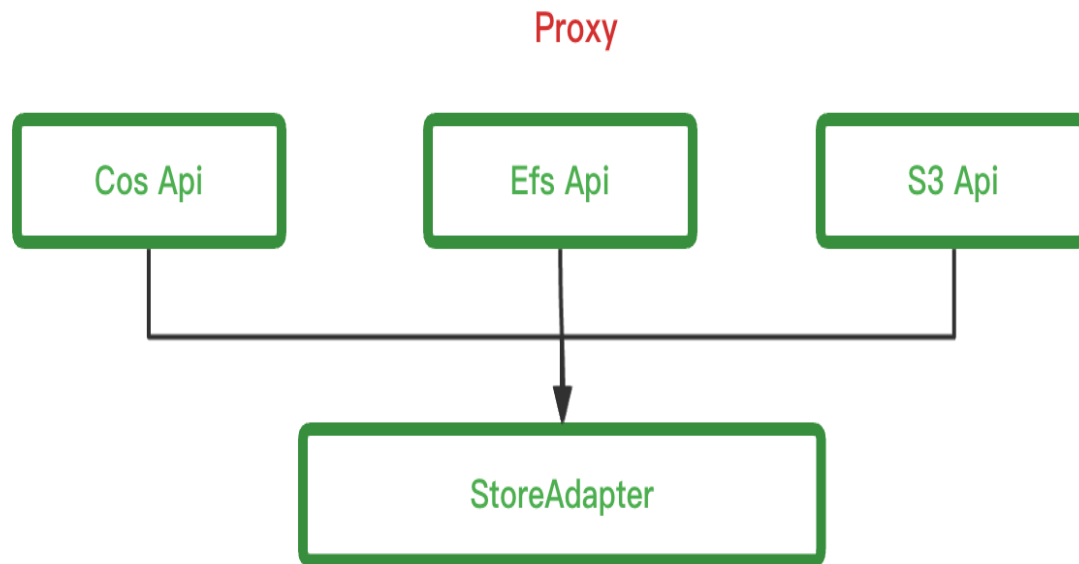 Proxy
Cos Api
Efs Api
S3 Api
StoreAdapter